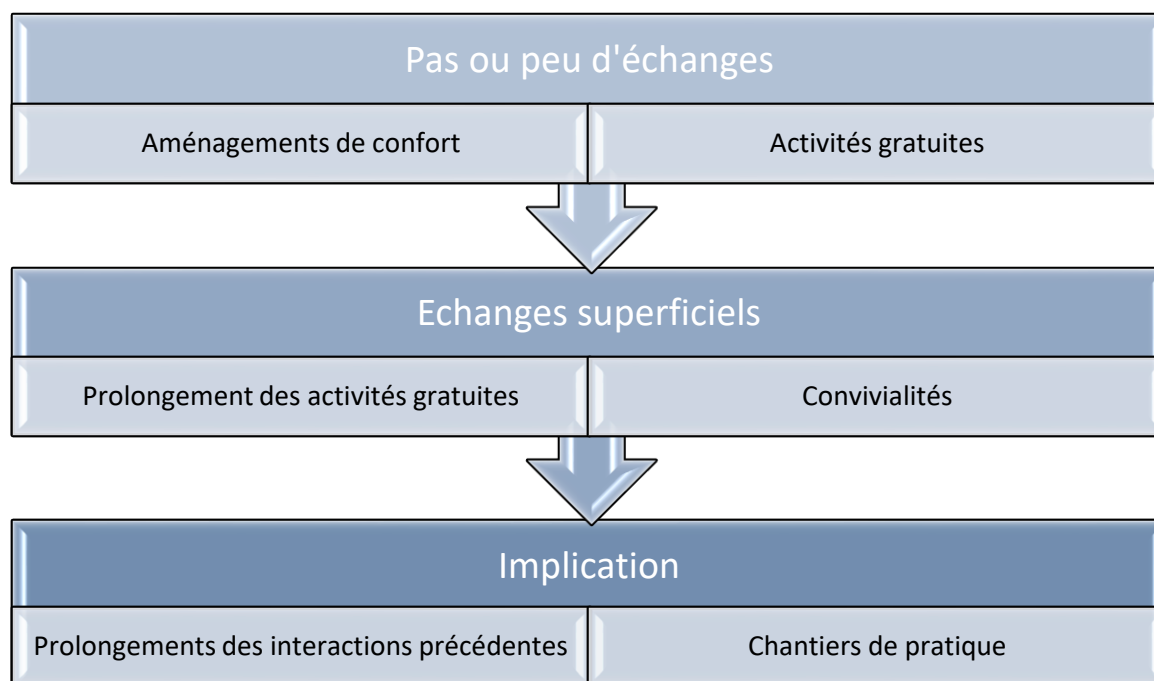 Pas ou peu d'échanges
Aménagements de confort
Activités gratuites
Echanges superficiels
Prolongement des activités gratuites
Convivialités
Implication
Prolongements des interactions précédentes
Chantiers de pratique